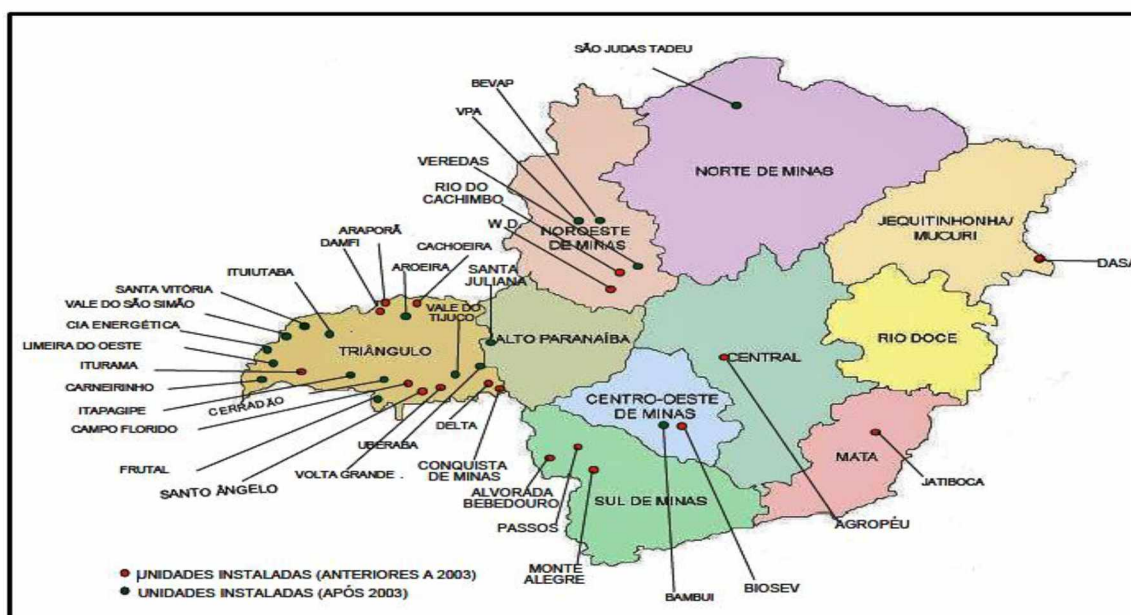 SÃO JUDAS TADEU
BEVAP
VPA
VEREDAS
RIO DO
CACHIMBO
W.D.
NORTE DE MINAS
NOROESTE
DE MINAS
JEQUITINHONHA/
MUCURI
DASA
ARAPORÃ
DAMFI
CACHOEIRA
AROEIRA
SANTA
JULIANA
ITUIUTABA
SANTA VITÓRIA
VALE DO SÃO SIMÃO
CIA ENERGÉTICA
LIMEIRA DO OESTE
ITURAMA
CARNEIRINHO
ITAPAGIPE
CERRADÃO
CAMPO FLORIDO
FRUTAL
SANTO ÂNGELO
VOLTA GRANDE .
UBERABA
DELTA
CONQUISTA
DE MINAS
VALE DO
TIJUCO
TRIÂNGULO
ALTO PARANAÍBA
CENTRAL
RIO DOCE
CENTRO-OESTE
DE MINAS
MATA
JATIBOCA
SUL DE MINAS
ALVORADA
BEBEDOURO
PASSOS
MONTE
ALEGRE
BAMBUI
BIOSEV
AGROPÉU
UNIDADES INSTALADAS (ANTERIORES A 2003)
UNIDADES INSTALADAS (APÓS 2003)